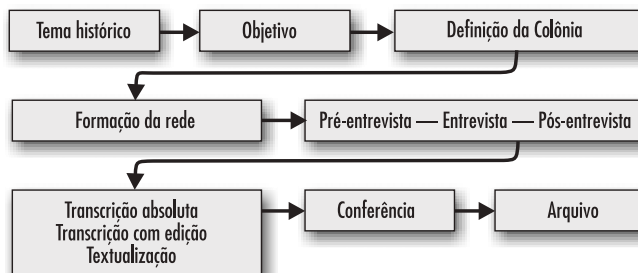 Tema histórico
Objetivo
Definição da Colônia
Formação da rede
Pré-entrevista — Entrevista — Pós-entrevista
Transcrição absoluta
Transcrição com edição
Textualização
Conferência
Arquivo